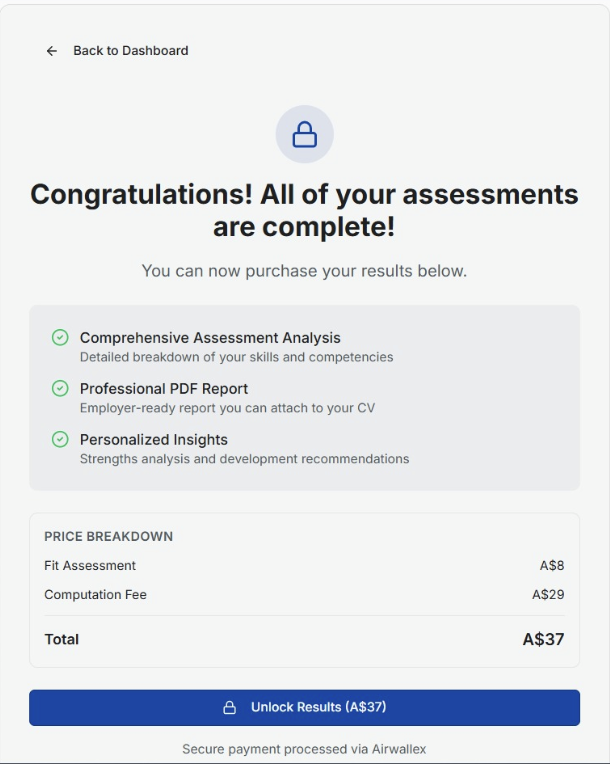 Back to Dashboard
Congratulations! All of your assessments
are complete!
You can now purchase your results below.
Comprehensive Assessment Analysis
Detailed breakdown of your skills and competencies
Professional PDF Report
Employer-ready report you can attach to your CV
Personalized Insights
Strengths analysis and development recommendations
PRICE BREAKDOWN
Fit Assessment A$8
Computation Fee A$29
Total A$37
Unlock Results (A$37)
Secure payment processed via Airwallex